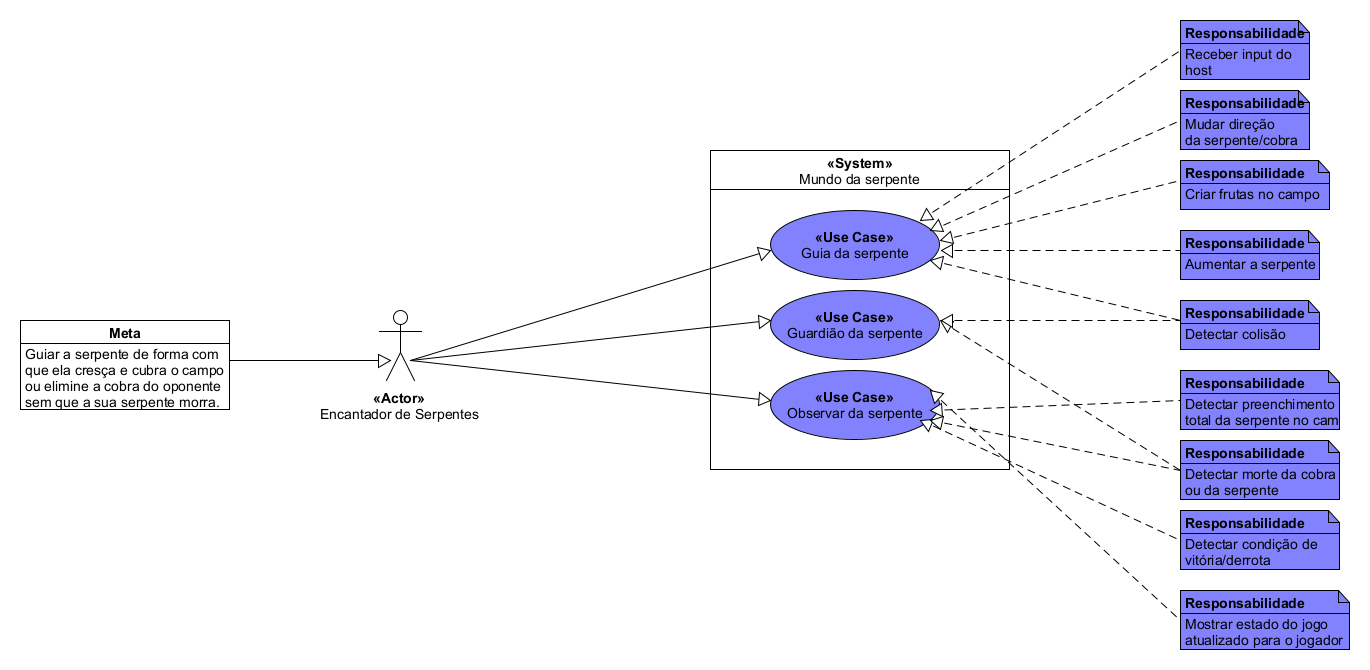 Meta
Guiar a serpente de forma com
que ela cresça e cubra o campo
ou elimine a cobra do oponente
sem que a sua serpente morra.
«Actor»
Encantador de Serpentes
«System»
Mundo da serpente
«Use Case»
Guia da serpente
«Use Case»
Guardião da serpente
«Use Case»
Observar da serpente
Responsabilidade
Receber input do
host
Responsabilidade
Mudar direção
da serpente/cobra
Responsabilidade
Criar frutas no campo
Responsabilidade
Aumentar a serpente
Responsabilidade
Detectar colisão
Responsabilidade
Detectar preenchimento
total da serpente no cam
Responsabilidade
Detectar morte da cobra
ou da serpente
Responsabilidade
Detectar condição de
vitória/derrota
Responsabilidade
Mostrar estado do jogo
atualizado para o jogador